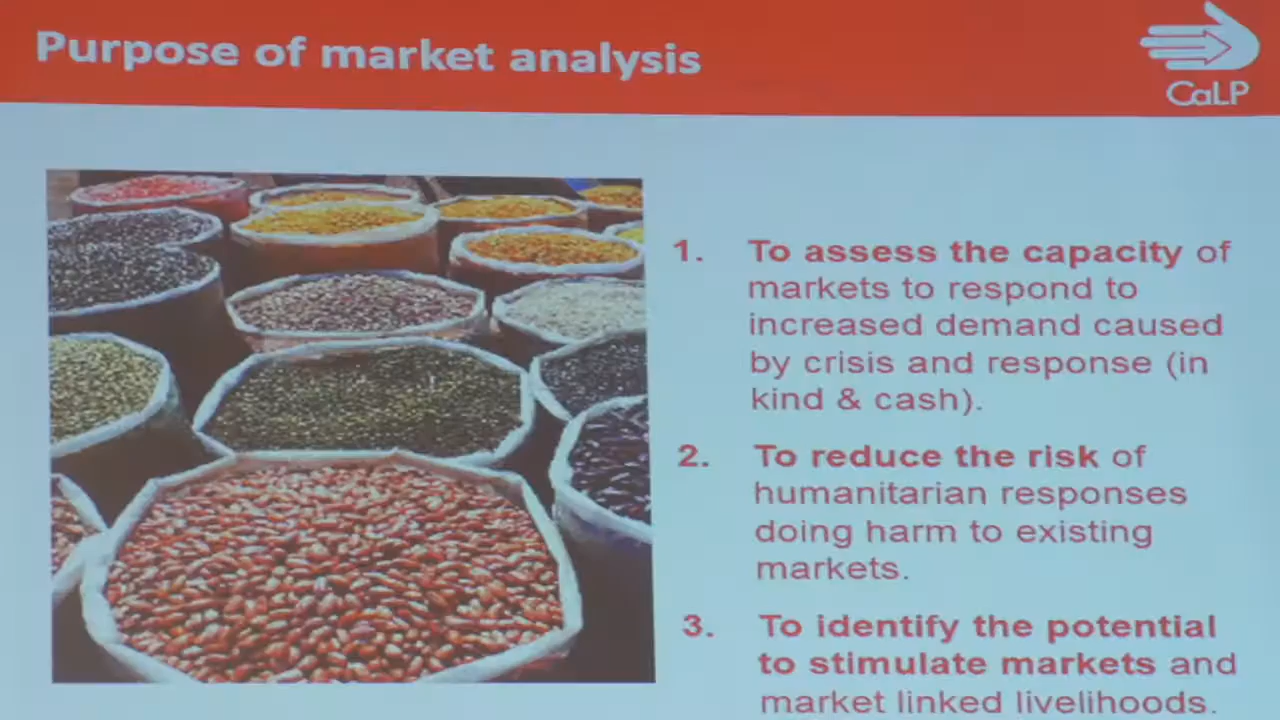 Purpose of market analysis
CaLP
1. To assess the capacity of
markets to respond to
increased demand caused
by crisis and response (in
kind & cash).
2. To reduce the risk of
humanitarian responses
doing harm to existing
markets.
3. To identify the potential
to stimulate markets and
market linked livelihoods.